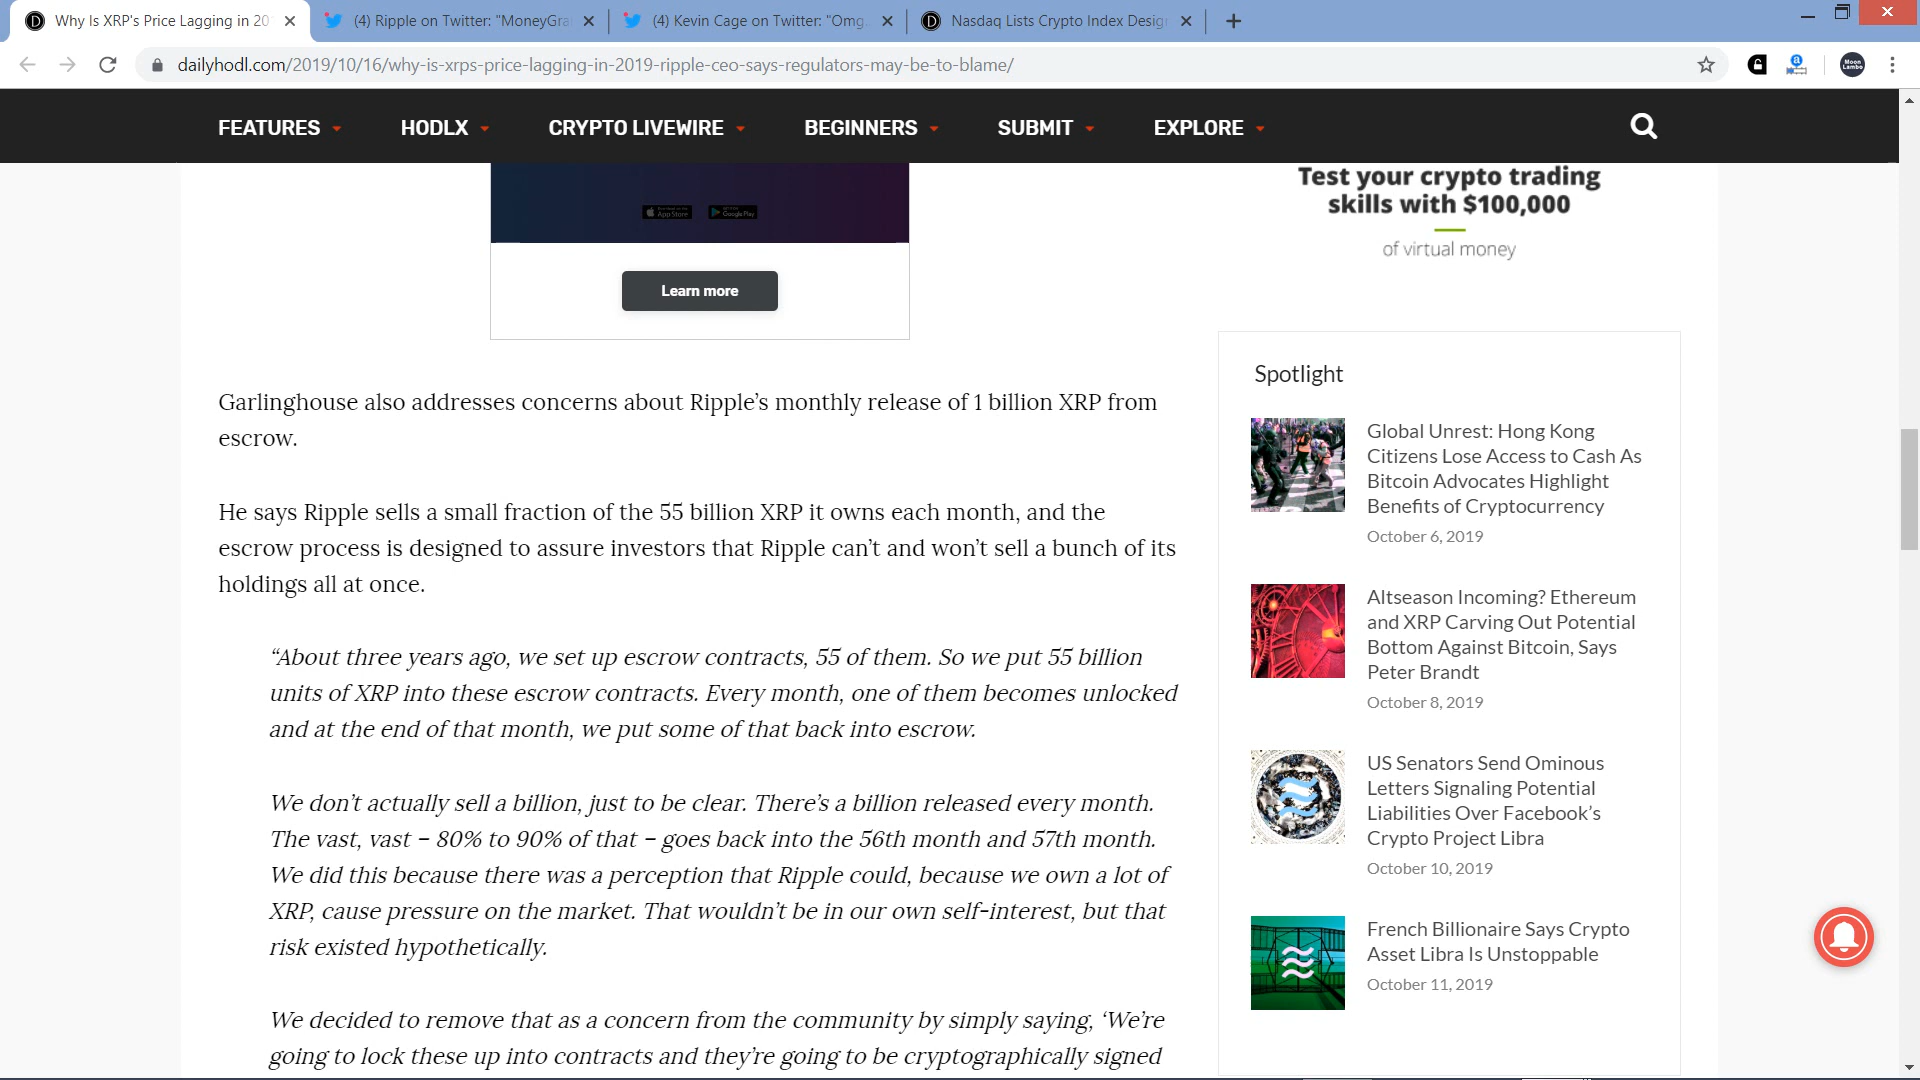 Why Is XRP's Price Lagging in 20
(4) Ripple on Twitter: "MoneyGra
(4) Kevin Cage on Twitter: "Omg,
Nasdaq Lists Crypto Index Desig
dailyhodl.com/2019/10/16/why-is-xrps-price-lagging-in-2019-ripple-ceo-says-regulators-may-be-to-blame/
Moon Lambo
FEATURES HODLX CRYPTO LIVEWIRE BEGINNERS SUBMIT EXPLORE
App Store Google Play
Learn more
Garlinghouse also addresses concerns about Ripple’s monthly release of 1 billion XRP from
escrow.
He says Ripple sells a small fraction of the 55 billion XRP it owns each month, and the
escrow process is designed to assure investors that Ripple can’t and won’t sell a bunch of its
holdings all at once.
“About three years ago, we set up escrow contracts, 55 of them. So we put 55 billion
units of XRP into these escrow contracts. Every month, one of them becomes unlocked
and at the end of that month, we put some of that back into escrow.
We don’t actually sell a billion, just to be clear. There’s a billion released every month.
The vast, vast – 80% to 90% of that – goes back into the 56th month and 57th month.
We did this because there was a perception that Ripple could, because we own a lot of
XRP, cause pressure on the market. That wouldn’t be in our own self-interest, but that
risk existed hypothetically.
We decided to remove that as a concern from the community by simply saying, ‘We’re
going to lock these up into contracts and they’re going to be cryptographically signed
Test your crypto trading
skills with $100,000
of virtual money
Spotlight
Global Unrest: Hong Kong
Citizens Lose Access to Cash As
Bitcoin Advocates Highlight
Benefits of Cryptocurrency
October 6, 2019
Altseason Incoming? Ethereum
and XRP Carving Out Potential
Bottom Against Bitcoin, Says
Peter Brandt
October 8, 2019
US Senators Send Ominous
Letters Signaling Potential
Liabilities Over Facebook’s
Crypto Project Libra
October 10, 2019
French Billionaire Says Crypto
Asset Libra Is Unstoppable
October 11, 2019